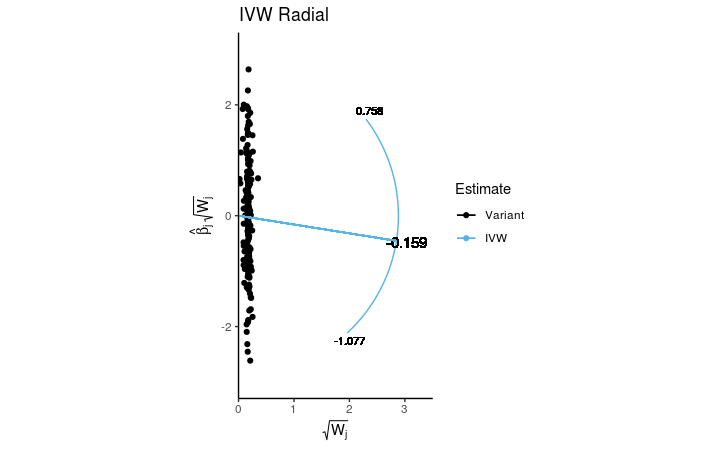 IVW Radial
0.758
2
0
-2
β̂ⱼ√Wⱼ
-0.159
-1.077
0
1
2
3
√Wⱼ
Estimate
Variant
IVW